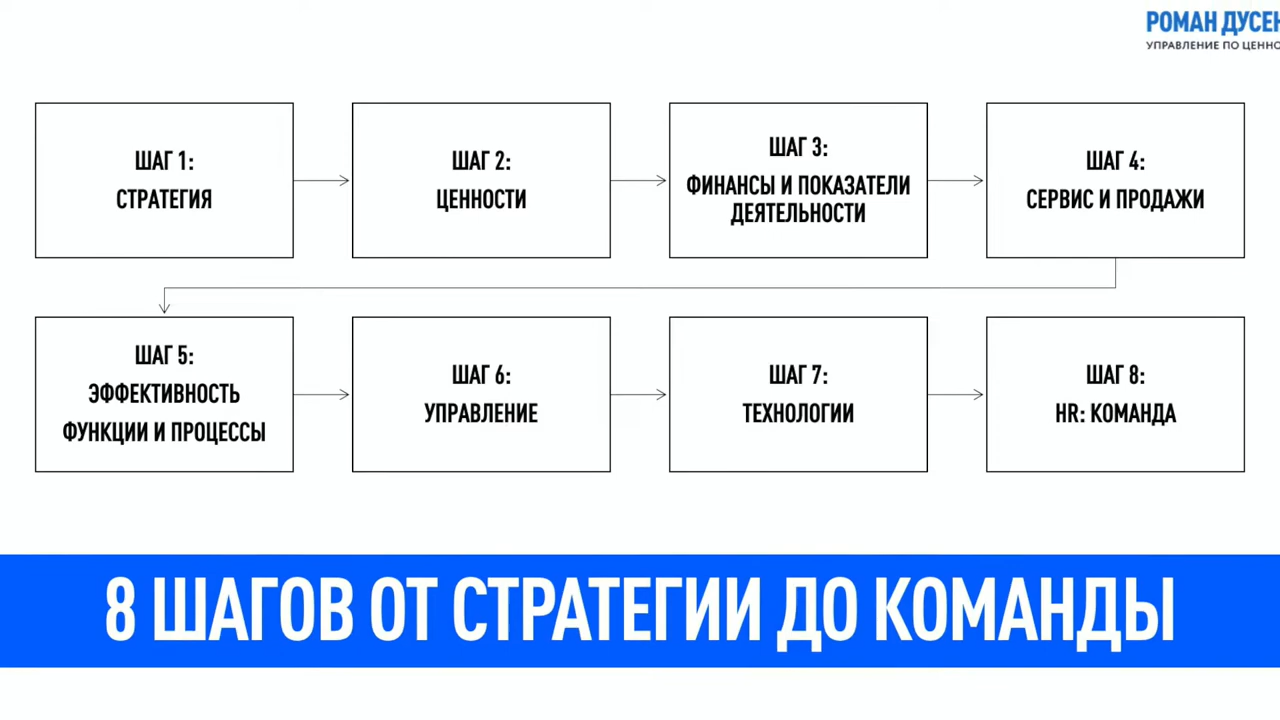 РОМАН ДУСЕН
УПРАВЛЕНИЕ ПО ЦЕННО
ШАГ 1:
СТРАТЕГИЯ
ШАГ 2:
ЦЕННОСТИ
ШАГ 3:
ФИНАНСЫ И ПОКАЗАТЕЛИ
ДЕЯТЕЛЬНОСТИ
ШАГ 4:
СЕРВИС И ПРОДАЖИ
ШАГ 5:
ЭФФЕКТИВНОСТЬ
ФУНКЦИИ И ПРОЦЕССЫ
ШАГ 6:
УПРАВЛЕНИЕ
ШАГ 7:
ТЕХНОЛОГИИ
ШАГ 8:
HR: КОМАНДА
8 ШАГОВ ОТ СТРАТЕГИИ ДО КОМАНДЫ